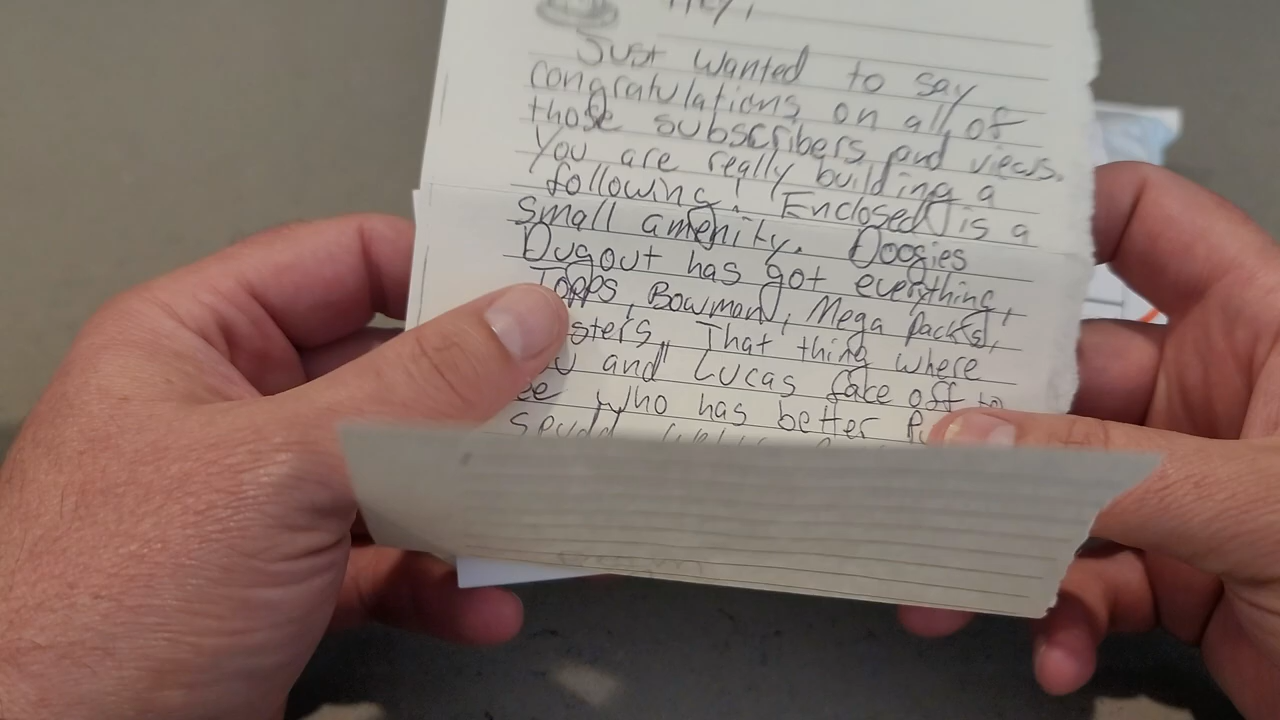 Hey,
Just wanted to say
congratulations on all of
those subscribers and views.
You are really building a
following! Enclosed is a
small amenity. Doogies
Dugout has got everything,
Topps, Bowman, Mega Packs,
That thing where
and Lucas face off to
who has better